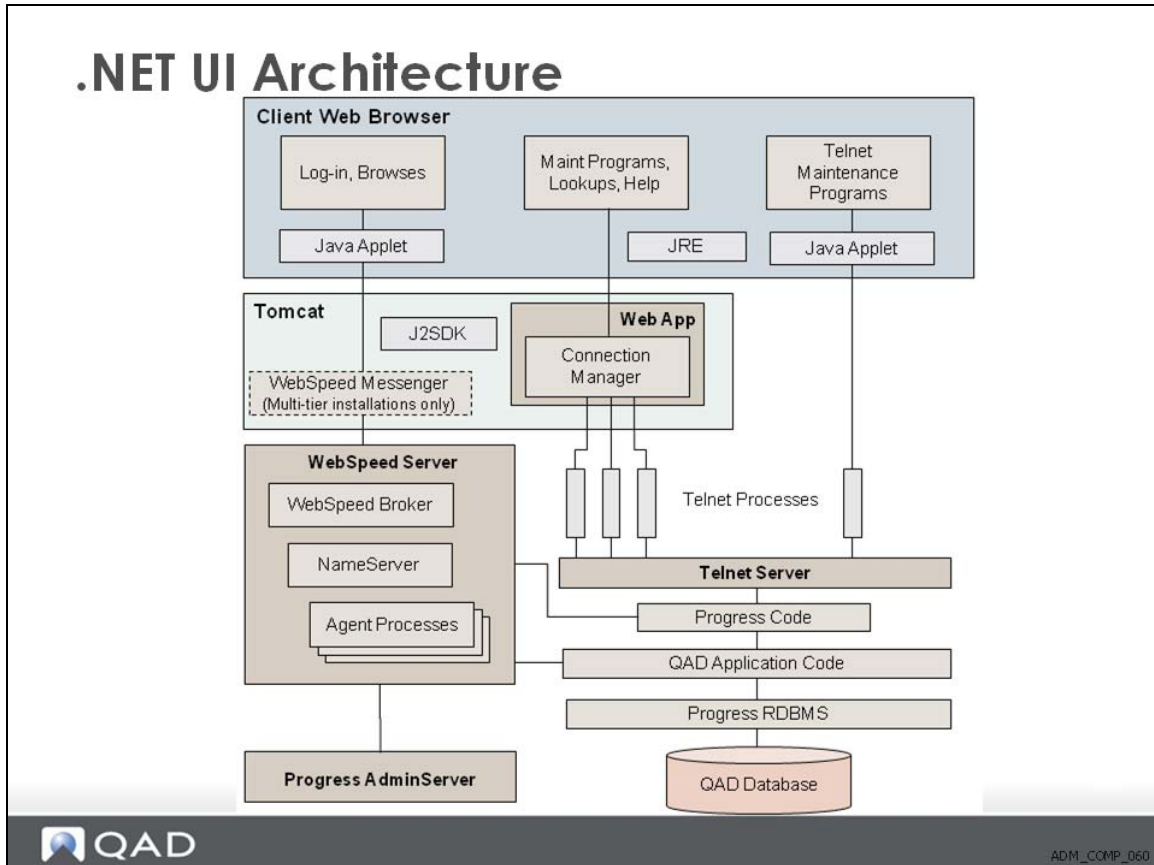 .NET UI Architecture
Client Web Browser
Log-in, Browses
Maint Programs,
Lookups, Help
Telnet
Maintenance
Programs
Java Applet
JRE
Java Applet
Tomcat
J2SDK
Web App
Connection
Manager
WebSpeed Messenger
(Multi-tier installations only)
WebSpeed Server
WebSpeed Broker
NameServer
Agent Processes
Telnet Processes
Telnet Server
Progress Code
QAD Application Code
Progress RDBMS
Progress AdminServer
QAD Database
QAD
ADM_COMP_060